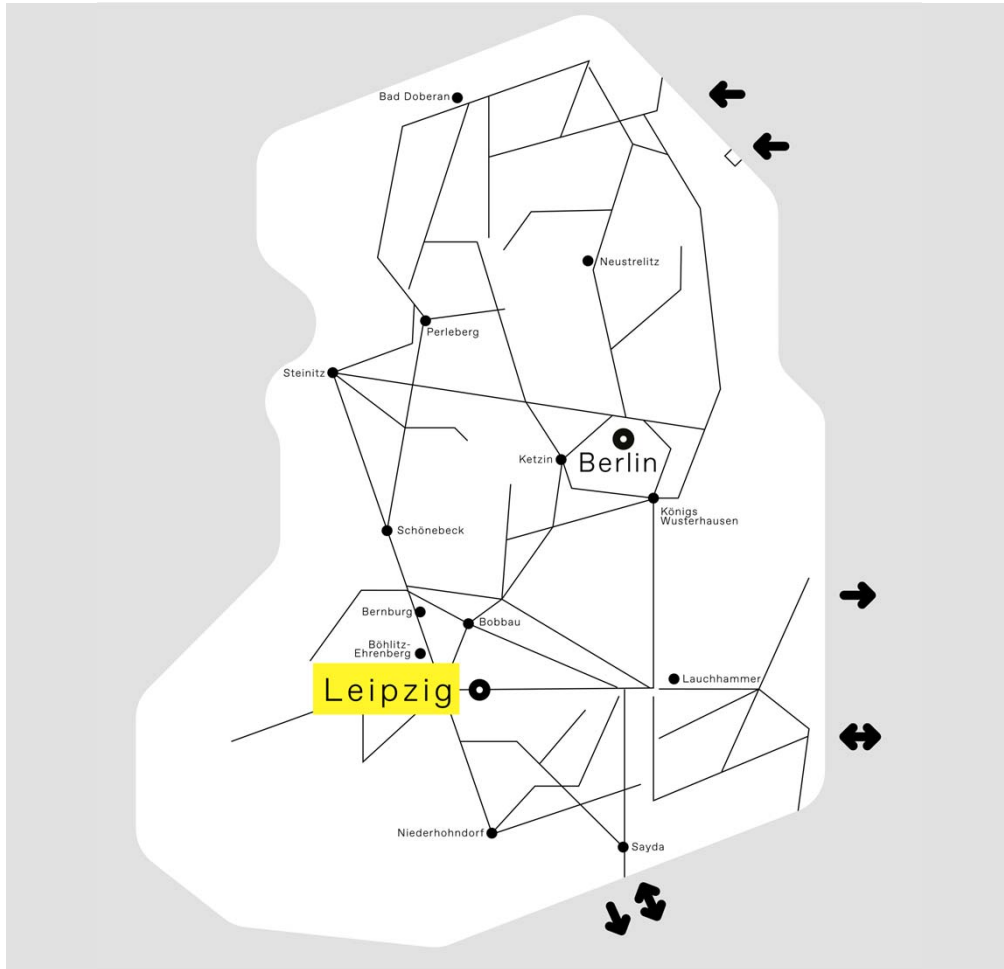 Bad Doberan
Neustrelitz
Perleberg
Steinitz
Ketzin
Berlin
Königs
Wusterhausen
Schönebeck
Bernburg
Bobbau
Böhlitz-
Ehrenberg
Lauchhammer
Leipzig
Niederhohndorf
Sayda